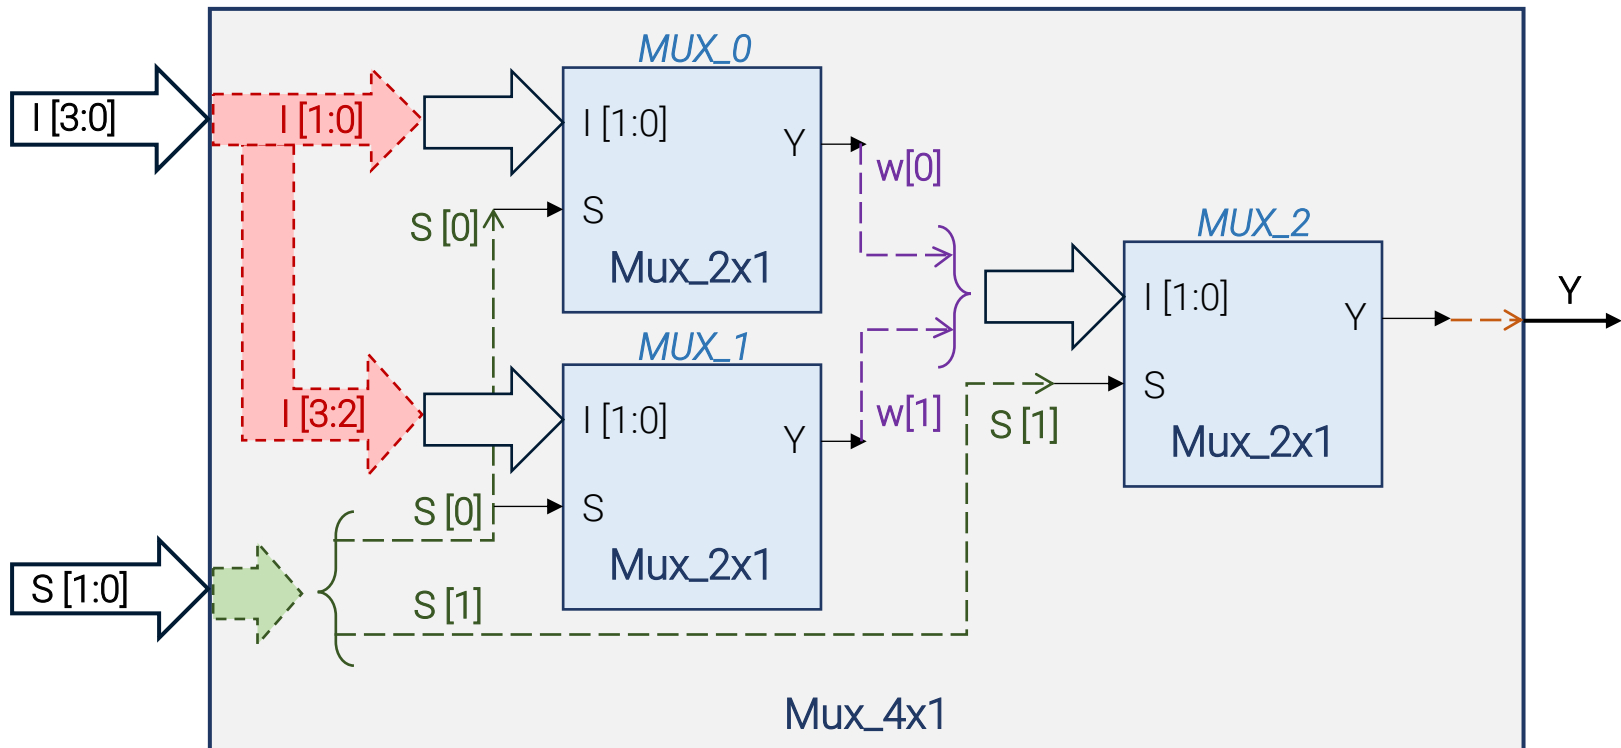 MUX_0
I [3:0]
I [1:0]
I [1:0]
Y
w[0]
S [0]
S
Mux_2x1
MUX_2
I [1:0]
Y
Y
MUX_1
I [3:2]
I [1:0]
Y
w[1]
S [1]
S
Mux_2x1
S [0]
S
Mux_2x1
S [1:0]
S [1]
Mux_4x1